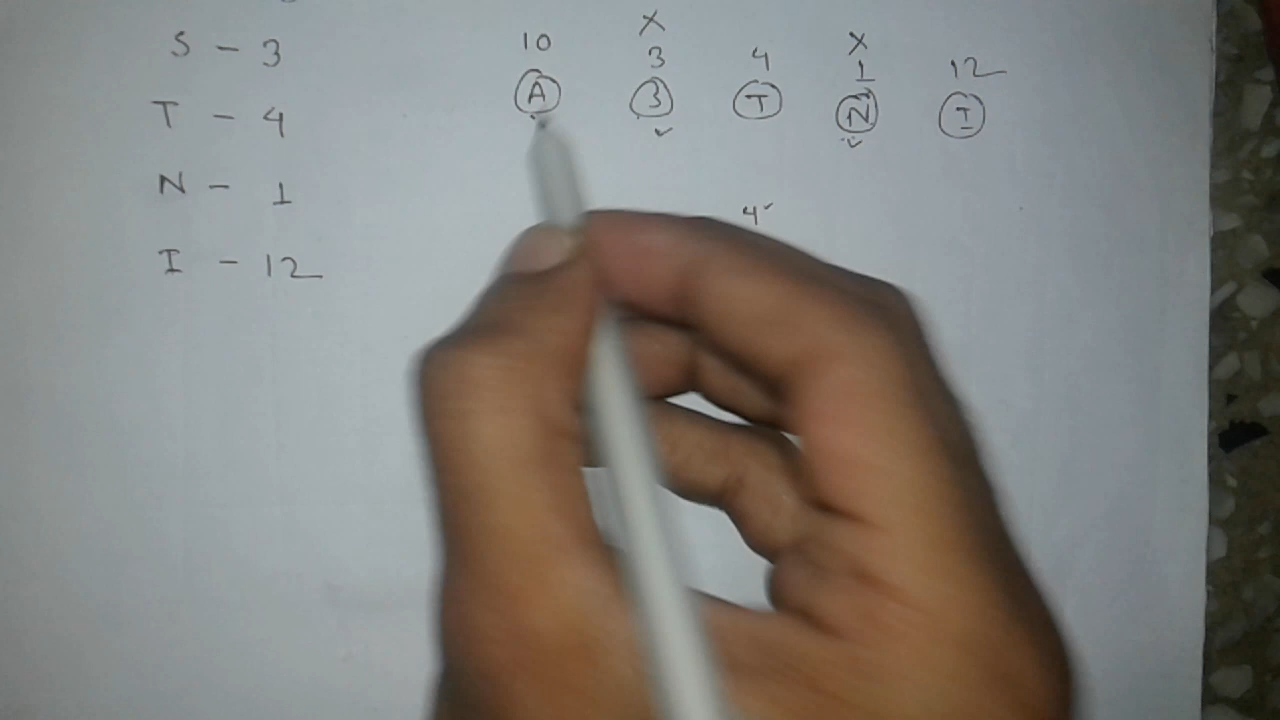 S - 3
T - 4
N - 1
I - 12
X X
10 3 4 1 12
A 3 T N I
4